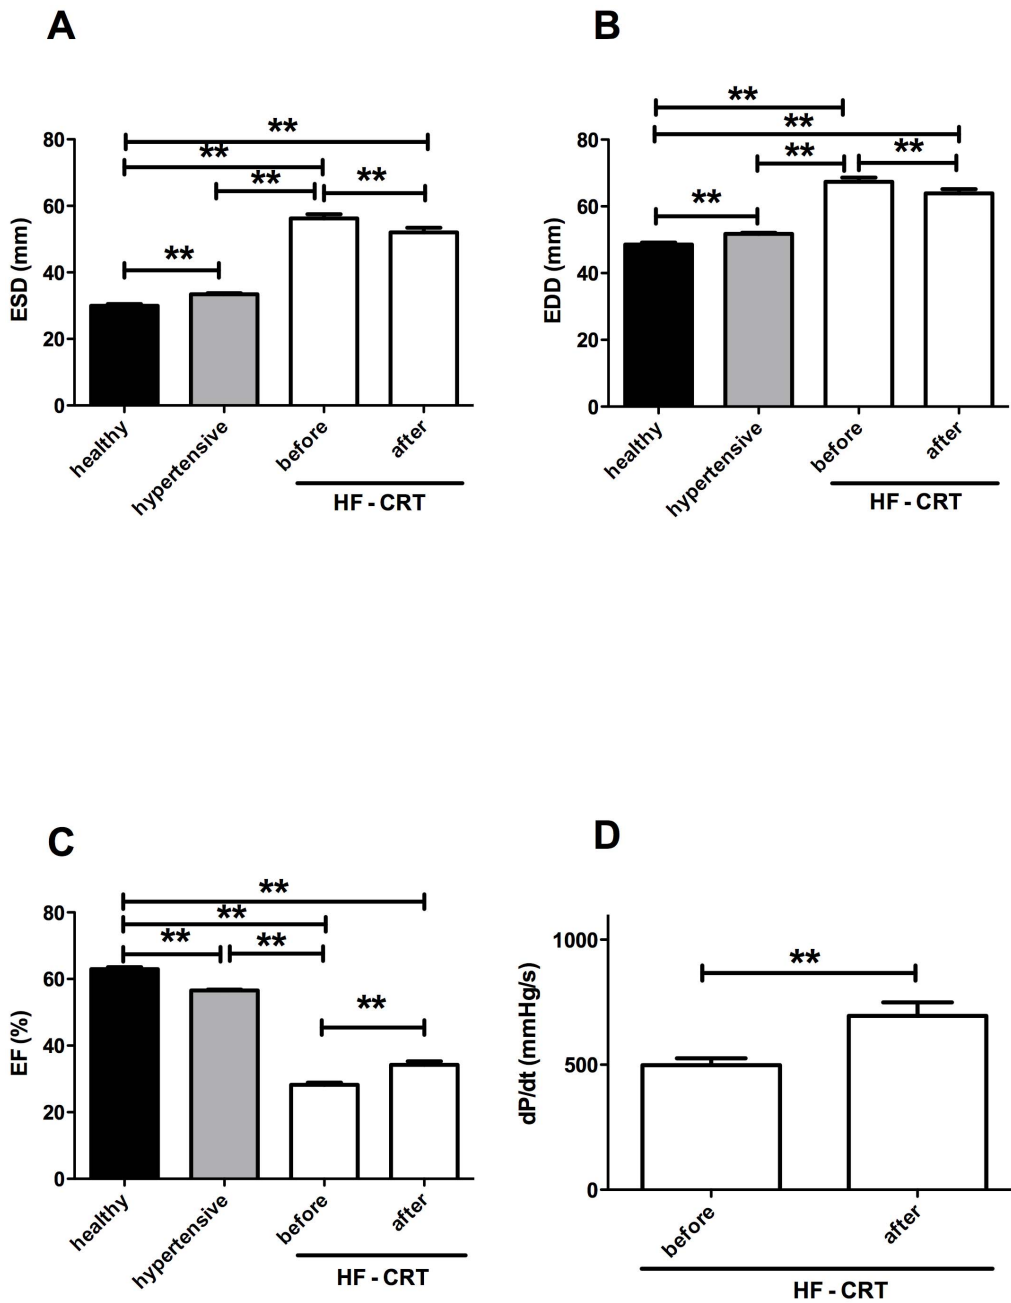 A
**
**
**
**
**
ESD (mm)
80
60
40
20
0
healthy
hypertensive
before
after
HF - CRT
B
**
**
**
**
**
EDD (mm)
80
60
40
20
0
healthy
hypertensive
before
after
HF - CRT
C
**
**
**
**
**
EF (%)
80
60
40
20
0
healthy
hypertensive
before
after
HF - CRT
D
**
dP/dt (mmHg/s)
1000
500
0
before
after
HF - CRT